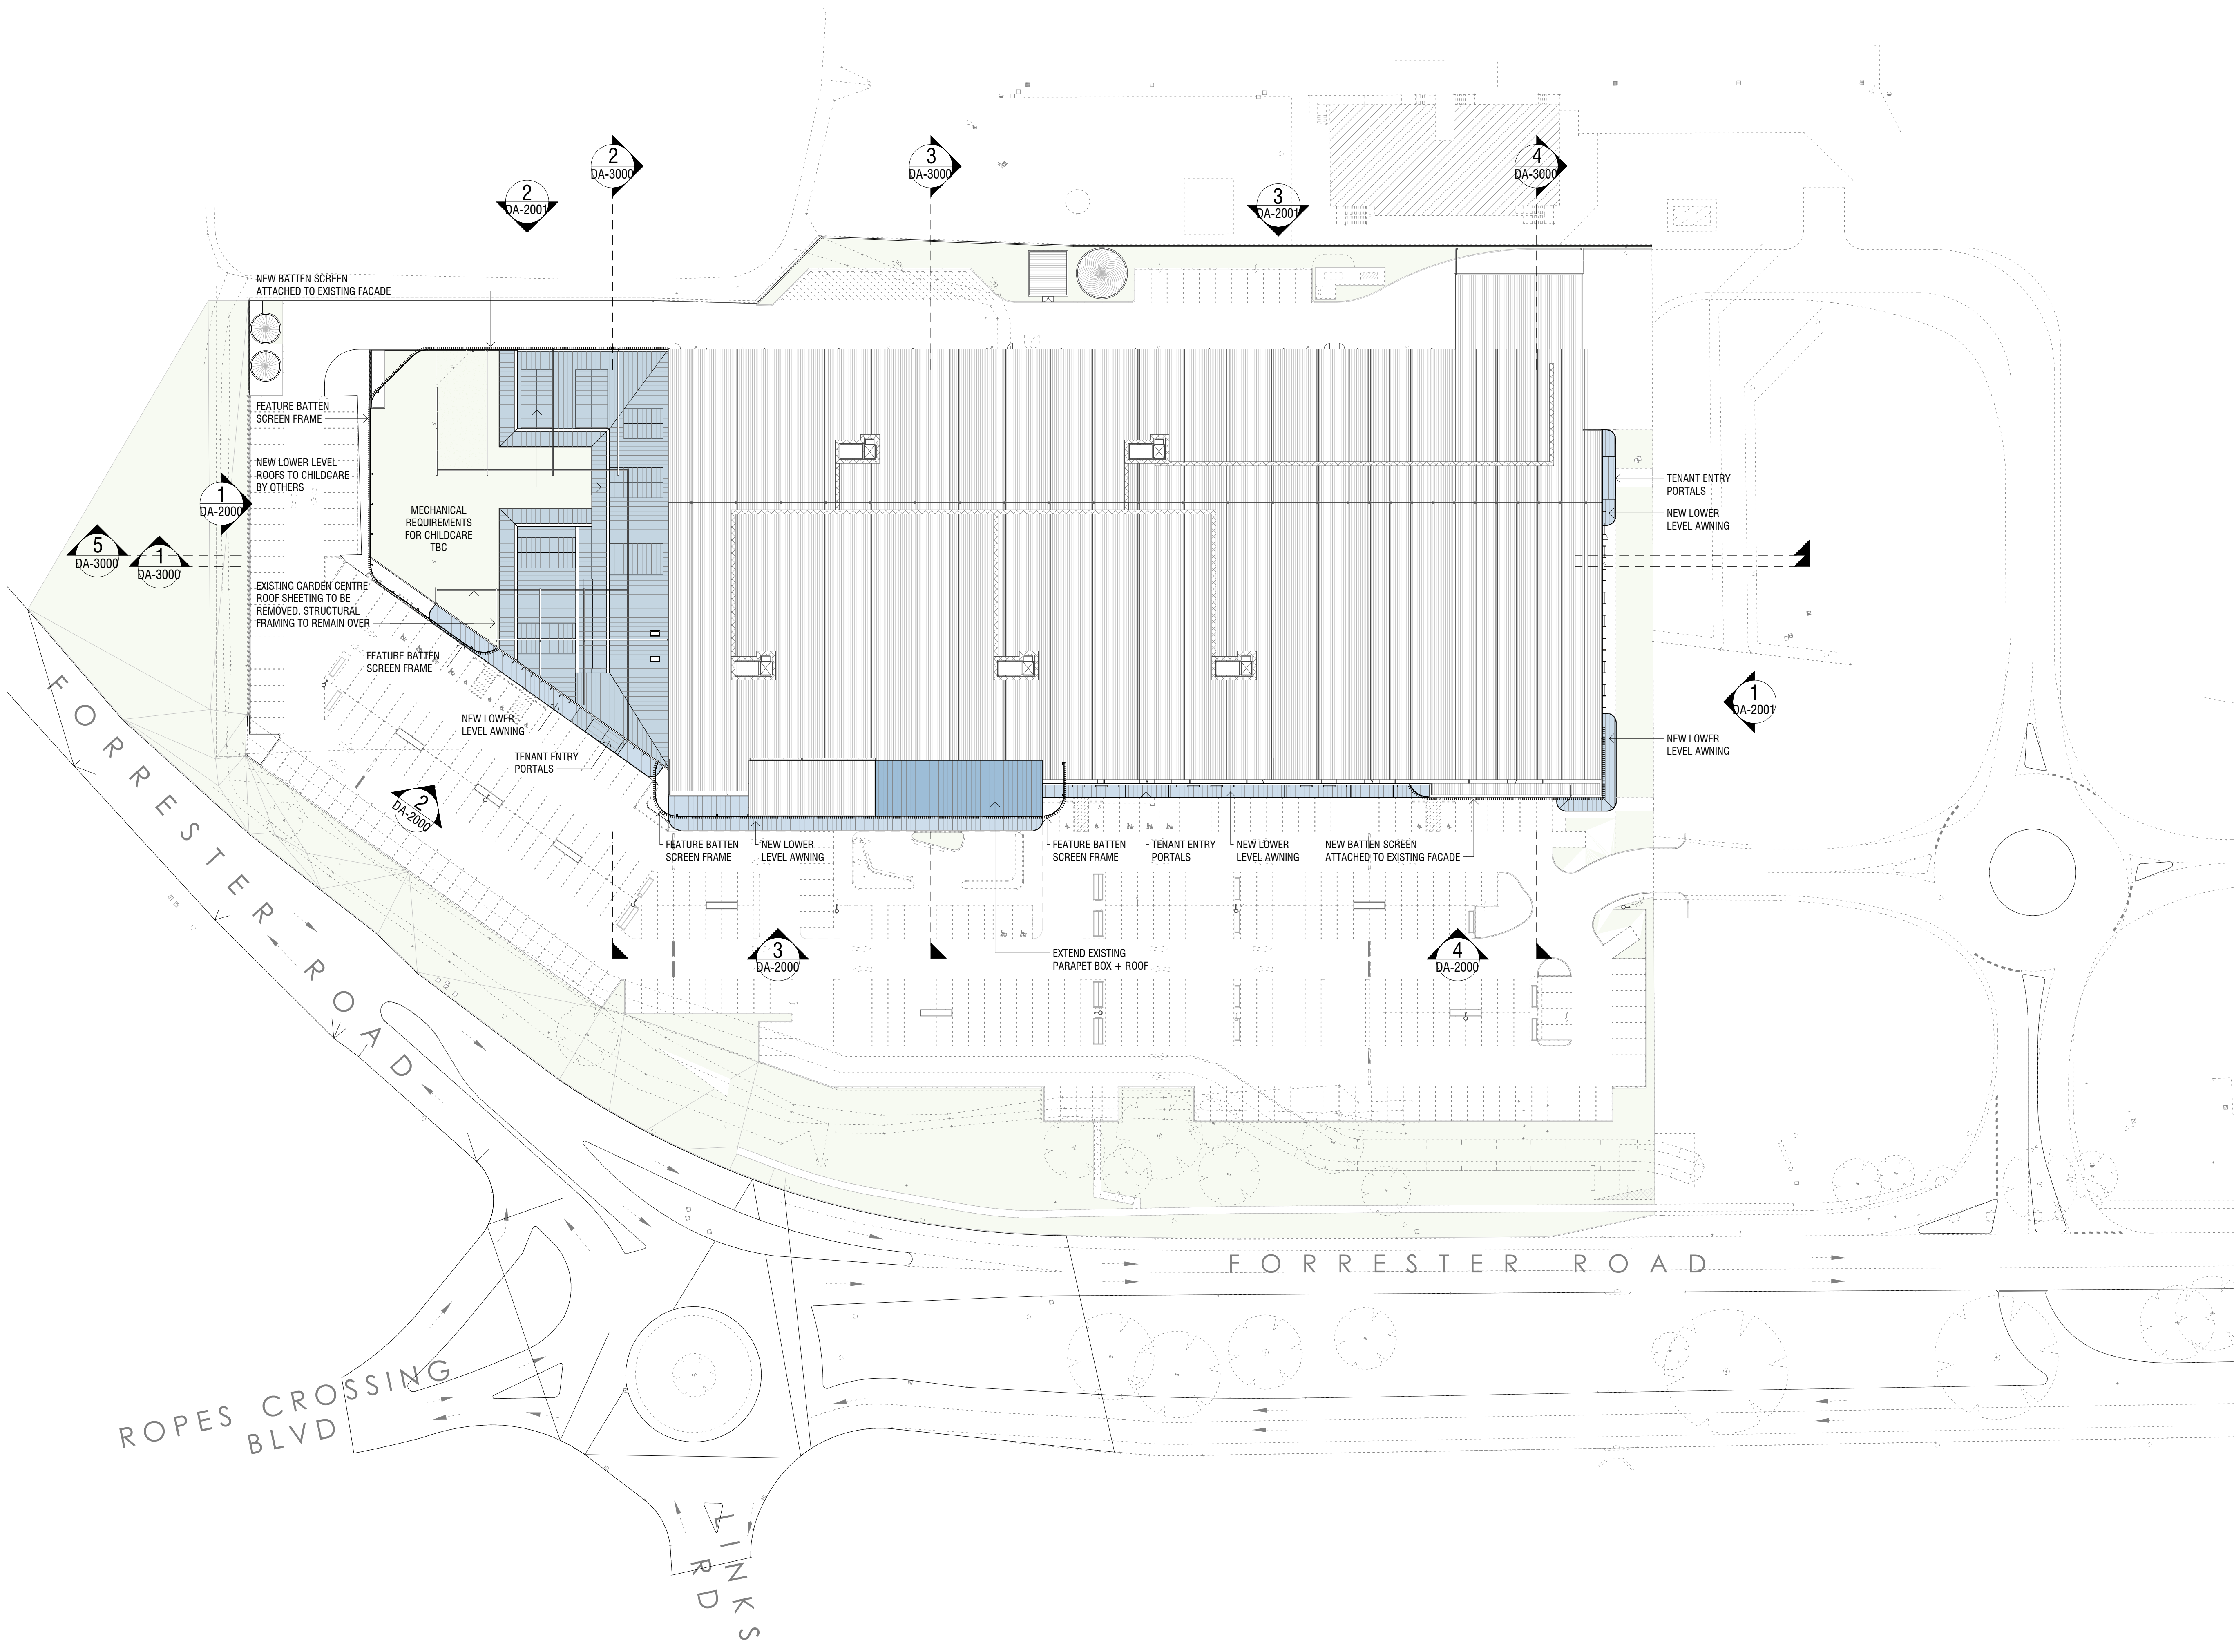 2
DA-3000
3
DA-3000
4
DA-3000
2
DA-2001
3
DA-2001
NEW BATTEN SCREEN
ATTACHED TO EXISTING FACADE
FEATURE BATTEN
SCREEN FRAME
NEW LOWER LEVEL
ROOFS TO CHILDCARE
BY OTHERS
1
DA-2000
MECHANICAL
REQUIREMENTS
FOR CHILDCARE
TBC
5
DA-3000
1
DA-3000
EXISTING GARDEN CENTRE
ROOF SHEETING TO BE
REMOVED. STRUCTURAL
FRAMING TO REMAIN OVER
FEATURE BATTEN
SCREEN FRAME
NEW LOWER
LEVEL AWNING
TENANT ENTRY
PORTALS
2
DA-2000
TENANT ENTRY
PORTALS
NEW LOWER
LEVEL AWNING
1
DA-2001
NEW LOWER
LEVEL AWNING
FEATURE BATTEN
SCREEN FRAME
NEW LOWER
LEVEL AWNING
FEATURE BATTEN
SCREEN FRAME
TENANT ENTRY
PORTALS
NEW LOWER
LEVEL AWNING
NEW BATTEN SCREEN
ATTACHED TO EXISTING FACADE
3
DA-2000
EXTEND EXISTING
PARAPET BOX + ROOF
4
DA-2000
FORRESTER ROAD
FORRESTER ROAD
ROPES CROSSING
BLVD
LINKS
RD